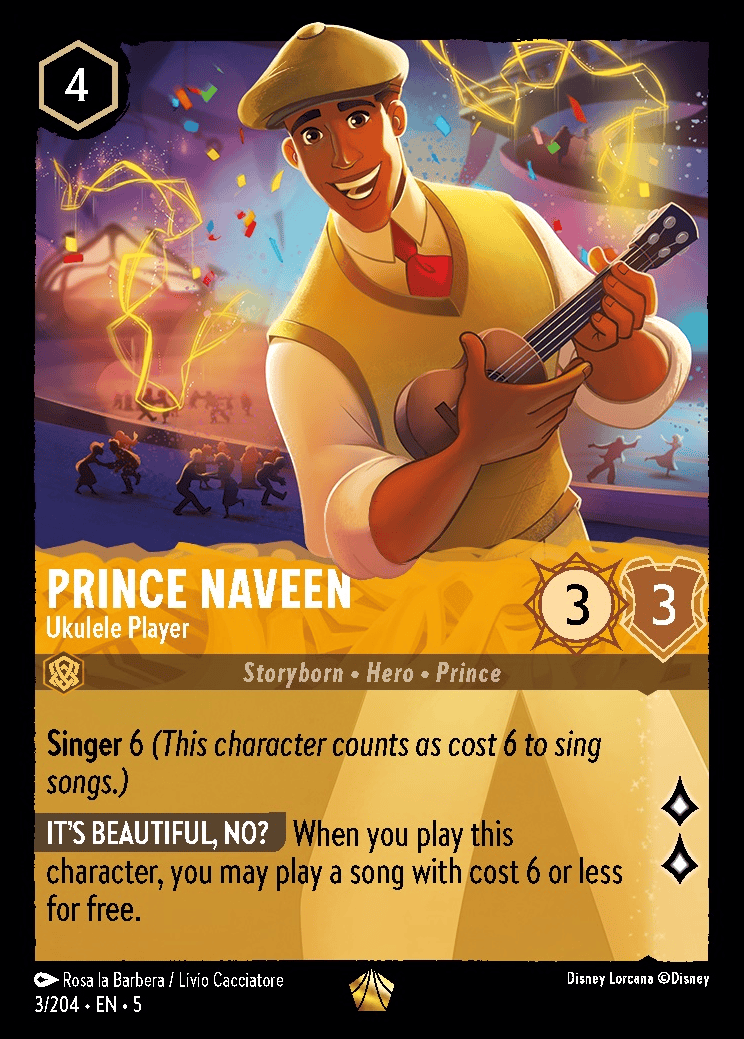 4
PRINCE NAVEEN
Ukulele Player
3
3
Storyborn • Hero • Prince
Singer 6 (This character counts as cost 6 to sing
songs.)
IT'S BEAUTIFUL, NO? When you play this
character, you may play a song with cost 6 or less
for free.
Rosa la Barbera / Livio Cacciatore
Disney Lorcana ©Disney
3/204 • EN • 5